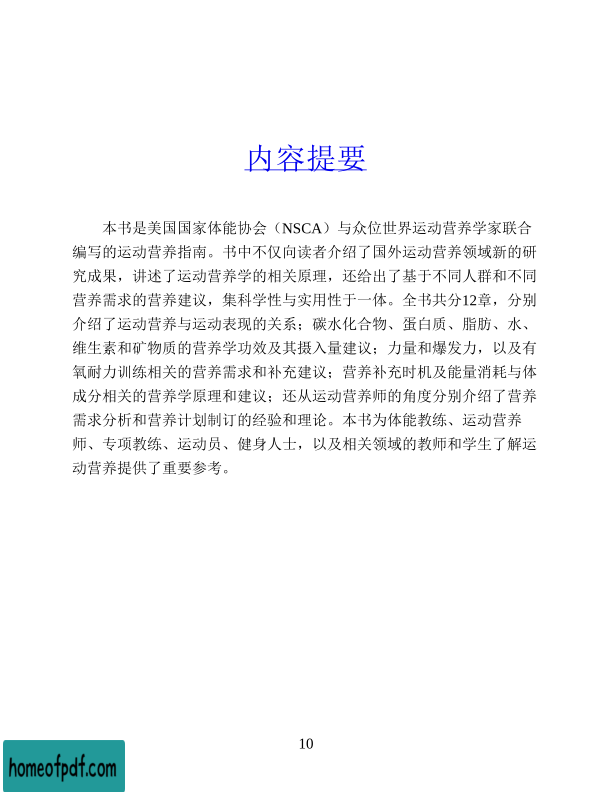 内容提要
本书是美国国家体能协会（NSCA）与众位世界运动营养学家联合
编写的运动营养指南。书中不仅向读者介绍了国外运动营养领域新的研
究成果，讲述了运动营养学的相关原理，还给出了基于不同人群和不同
营养需求的营养建议，集科学性与实用性于一体。全书共分12章，分别
介绍了运动营养与运动表现的关系；碳水化合物、蛋白质、脂肪、水、
维生素和矿物质的营养学功效及其摄入量建议；力量和爆发力，以及有
氧耐力训练相关的营养需求和补充建议；营养补充时机及能量消耗与体
成分相关的营养学原理和建议；还从运动营养师的角度分别介绍了营养
需求分析和营养计划制订的经验和理论。本书为体能教练、运动营养
师、专项教练、运动员、健身人士，以及相关领域的教师和学生了解运
动营养提供了重要参考。
10
homeofpdf.com